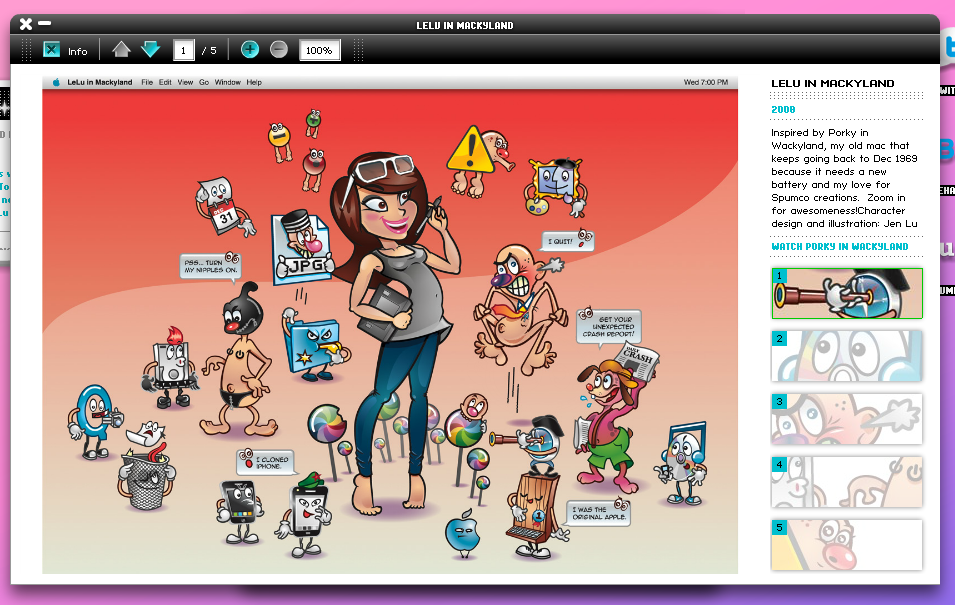 LELU IN MACKYLAND
Info
1 / 5
100%
LeLu in Mackyland File Edit View Go Window Help
Wed 7:00 PM
DEC
31
JPG
I QUIT!
PSS... TURN
MY NIPPLES ON.
GET YOUR
UNEXPECTED
CRASH REPORT!
DAILY
CRASH
I CLONED
IPHONE.
I WAS THE
ORIGINAL APPLE.
LELU IN MACKYLAND
2008
Inspired by Porky in
Wackyland, my old mac that
keeps going back to Dec 1969
because it needs a new
battery and my love for
Spumco creations. Zoom in
for awesomeness!Character
design and illustration: Jen Lu
WATCH PORKY IN WACKYLAND
1
2
3
4
5